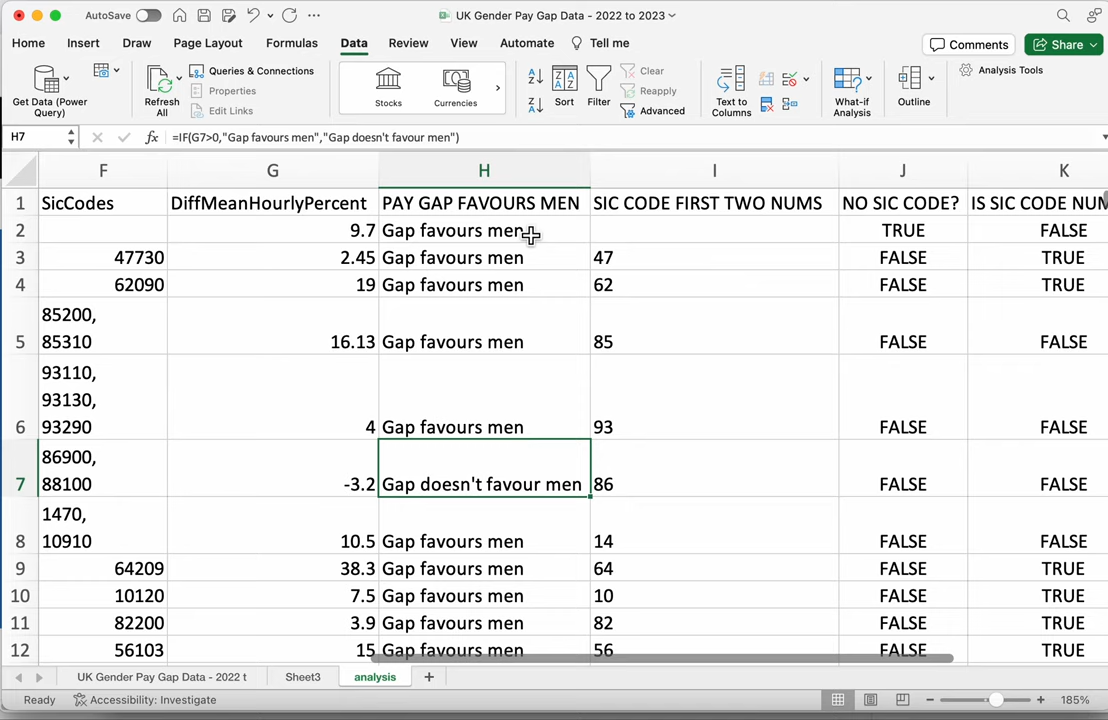 AutoSave
UK Gender Pay Gap Data - 2022 to 2023
Home Insert Draw Page Layout Formulas Data Review View Automate Tell me
Comments Share
Get Data (Power Query)
Refresh All
Queries & Connections
Properties
Edit Links
Stocks Currencies
Sort Filter
Clear
Reapply
Advanced
Text to Columns
What-if Analysis
Outline
Analysis Tools
H7 fx =IF(G7>0,"Gap favours men","Gap doesn't favour men")
F G H I J K
1 SicCodes DiffMeanHourlyPercent PAY GAP FAVOURS MEN SIC CODE FIRST TWO NUMS NO SIC CODE? IS SIC CODE NUM
2 9.7 Gap favours men TRUE FALSE
3 47730 2.45 Gap favours men 47 FALSE TRUE
4 62090 19 Gap favours men 62 FALSE TRUE
85200,
5 85310 16.13 Gap favours men 85 FALSE FALSE
93110,
93130,
6 93290 4 Gap favours men 93 FALSE FALSE
86900,
7 88100 -3.2 Gap doesn't favour men 86 FALSE FALSE
1470,
8 10910 10.5 Gap favours men 14 FALSE FALSE
9 64209 38.3 Gap favours men 64 FALSE TRUE
10 10120 7.5 Gap favours men 10 FALSE TRUE
11 82200 3.9 Gap favours men 82 FALSE TRUE
12 56103 15 Gap favours men 56 FALSE TRUE
UK Gender Pay Gap Data - 2022 t Sheet3 analysis
Ready Accessibility: Investigate 185%